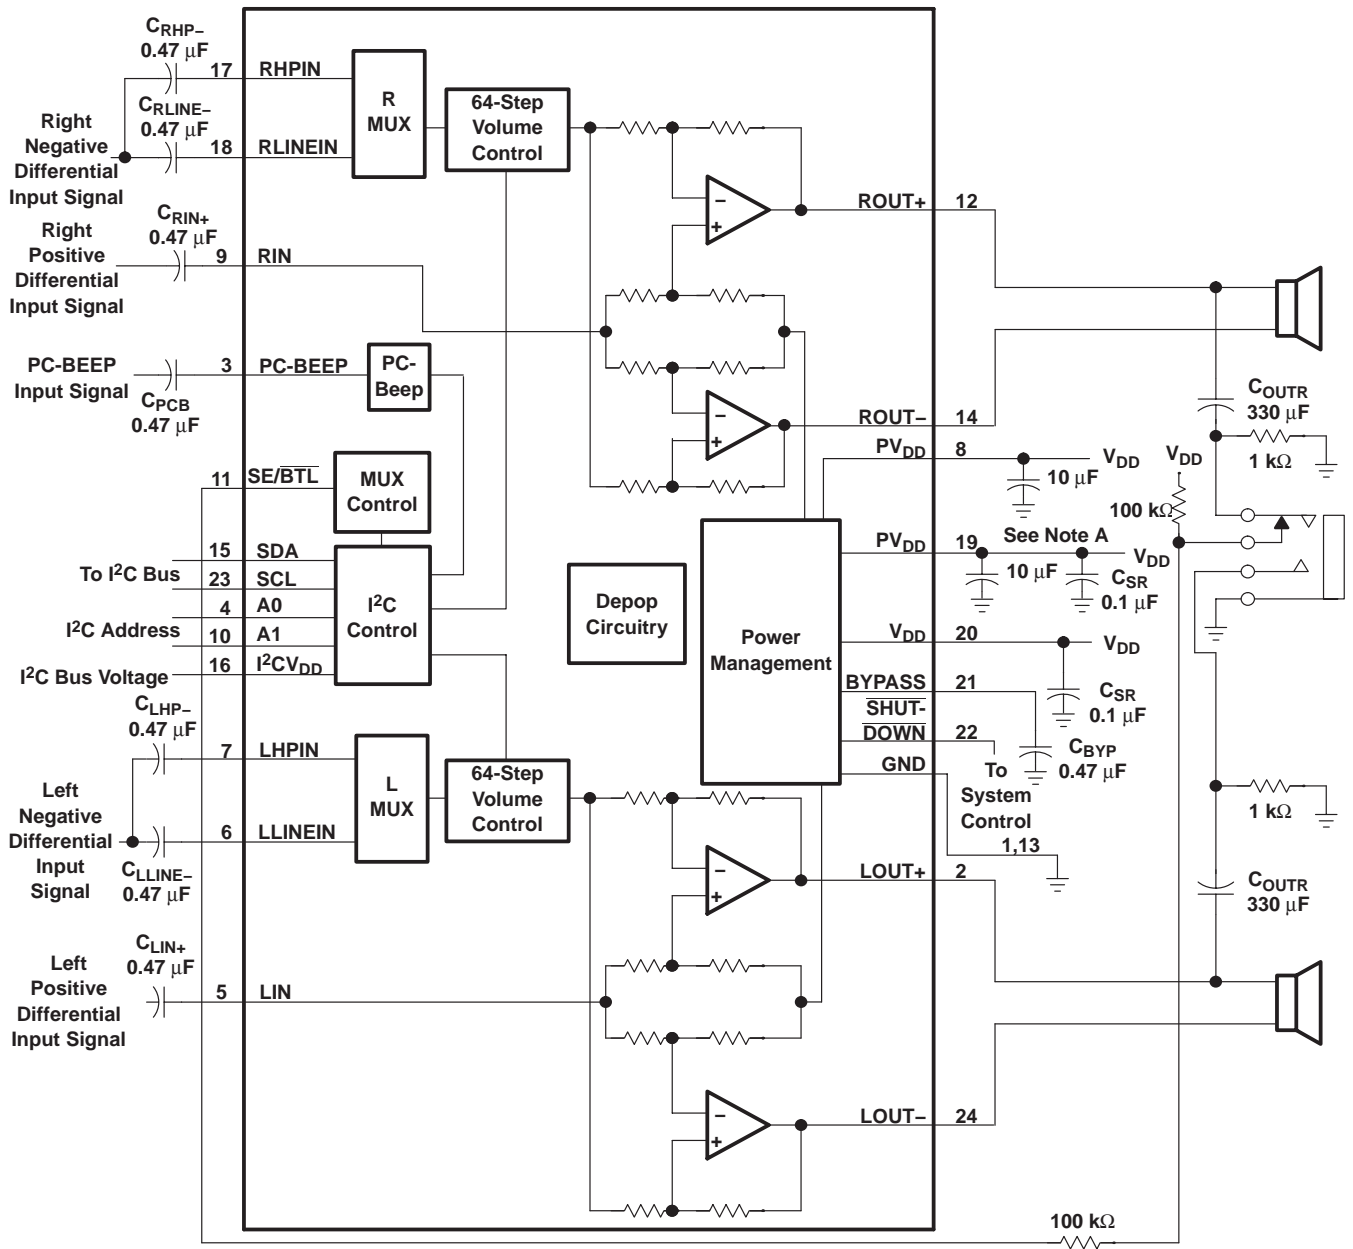 C_RHP–
0.47 μF
17
RHPIN
C_RLINE–
0.47 μF
18
RLINEIN
Right
Negative
Differential
Input Signal
R
MUX
64-Step
Volume
Control
ROUT+
12
Right
Positive
Differential
Input Signal
C_RIN+
0.47 μF
9
RIN
PC-BEEP
Input Signal
3
PC-BEEP
C_PCB
0.47 μF
PC-
Beep
ROUT–
14
PV_DD
8
V_DD
10 μF
C_OUTR
330 μF
1 kΩ
V_DD
100 kΩ
11
SE/BTL
MUX
Control
15
SDA
To I²C Bus
23
SCL
4
A0
I²C Address
10
A1
16
I²CV_DD
I²C Bus Voltage
I²C
Control
Depop
Circuitry
Power
Management
PV_DD
19
See Note A
V_DD
10 μF
C_SR
0.1 μF
V_DD
20
V_DD
C_SR
0.1 μF
BYPASS
21
SHUT-
DOWN
22
C_BYP
0.47 μF
GND
To
System
Control
1,13
1 kΩ
C_OUTR
330 μF
C_LHP–
0.47 μF
7
LHPIN
Left
Negative
Differential
Input
Signal
6
LLINEIN
C_LLINE–
0.47 μF
L
MUX
64-Step
Volume
Control
LOUT+
2
Left
Positive
Differential
Input Signal
C_LIN+
0.47 μF
5
LIN
LOUT–
24
100 kΩ
–
+
–
+
–
+
–
+